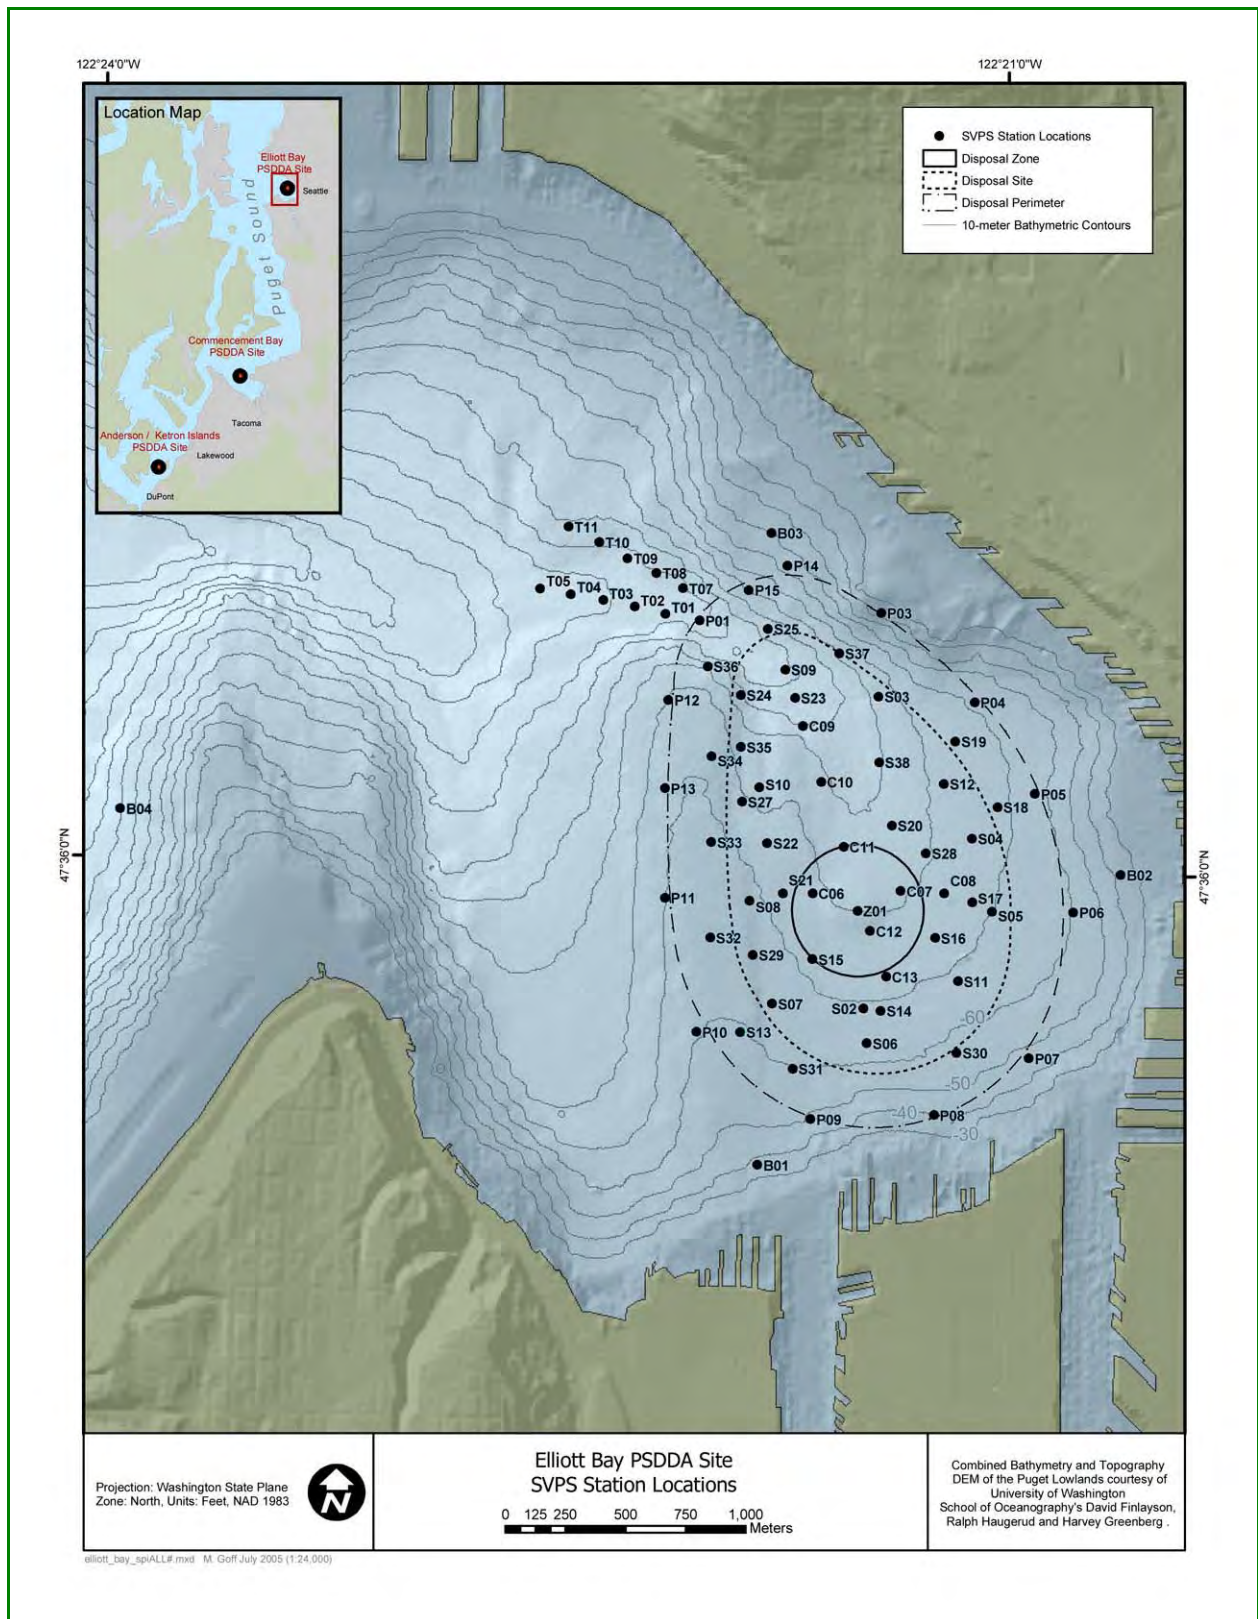 122°24'0"W
122°21'0"W
Location Map
Elliott Bay
PSDDA Site
Seattle
Puget Sound
Commencement Bay
PSDDA Site
Tacoma
Anderson / Ketron Islands
PSDDA Site
Lakewood
DuPont
SVPS Station Locations
Disposal Zone
Disposal Site
Disposal Perimeter
10-meter Bathymetric Contours
T11
B03
T10
T09
P14
T08
T05
T04
T07
P15
T03
T02
T01
P03
P01
S25
S37
S36
S09
P12
S24
S23
S03
P04
C09
S19
S35
S34
S38
P13
S10
C10
S12
P05
S27
S18
B04
S20
S33
S22
C11
S04
S28
47°36'0"N
47°36'0"N
B02
S21
C06
C07
C08
P11
S08
S17
Z01
S05
P06
C12
S32
S16
S29
S15
C13
S11
S07
S02
S14
-60
P10
S13
S06
S30
P07
S31
-50
P09
-40
P08
-30
B01
Projection: Washington State Plane
Zone: North, Units: Feet, NAD 1983
N
Elliott Bay PSDDA Site
SVPS Station Locations
0 125 250 500 750 1,000
Meters
Combined Bathymetry and Topography
DEM of the Puget Lowlands courtesy of
University of Washington
School of Oceanography's David Finlayson,
Ralph Haugerud and Harvey Greenberg .
elliott_bay_spiALL#.mxd M. Goff July 2005 (1:24,000)